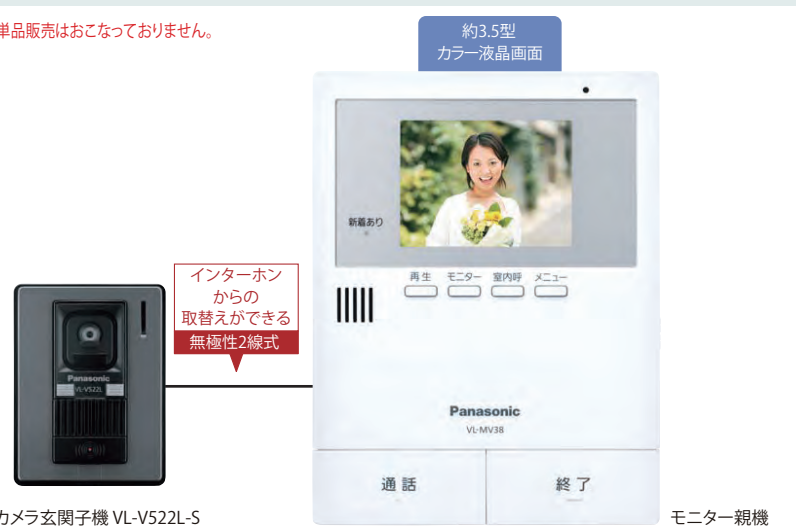 単品販売はおこなっておりません。
約3.5型
カラー液晶画面
新着あり
再生 モニター 室内呼 メニュー
インターホン
からの
取替えができる
無極性2線式
Panasonic
VL-V522L
Panasonic
VL-MV38
通話 終了
カメラ玄関子機 VL-V522L-S
モニター親機